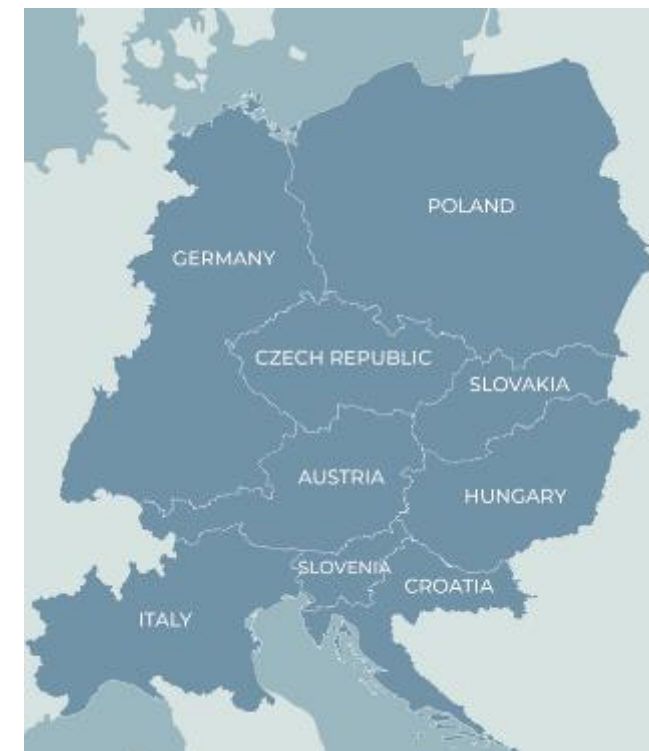 POLAND
GERMANY
CZECH REPUBLIC
SLOVAKIA
AUSTRIA
HUNGARY
SLOVENIA
CROATIA
ITALY